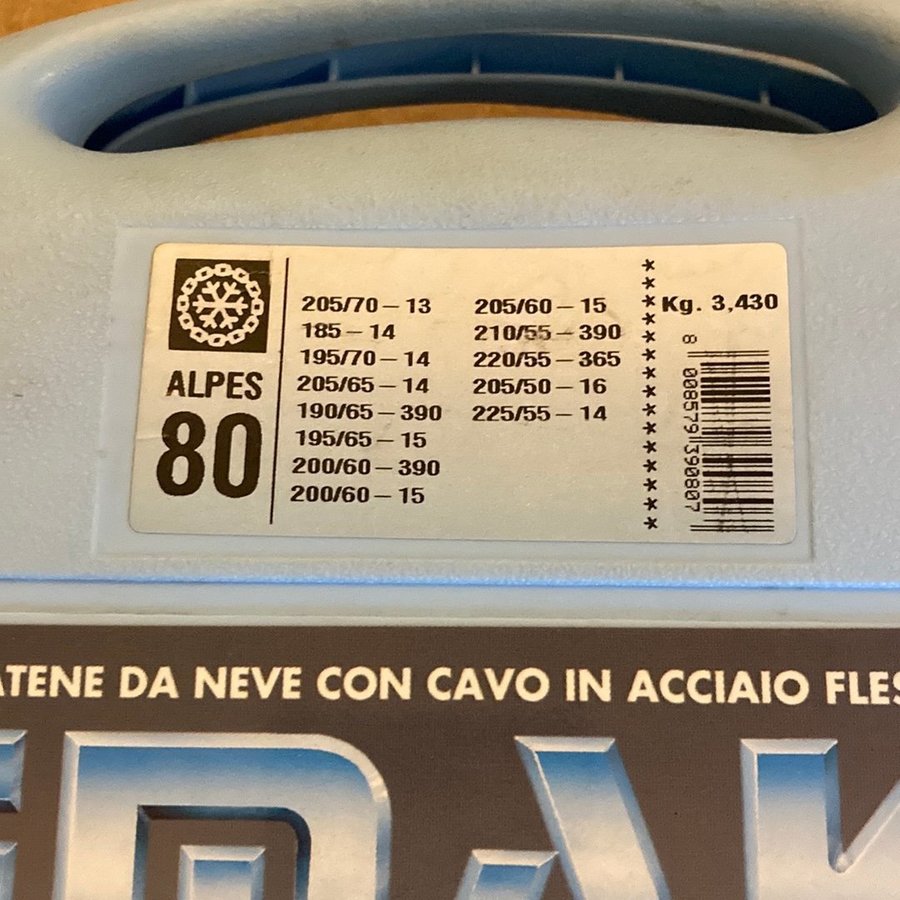 ALPES
80
205/70 – 13
185 – 14
195/70 – 14
205/65 – 14
190/65 – 390
195/65 – 15
200/60 – 390
200/60 – 15
205/60 – 15
210/55 – 390
220/55 – 365
205/50 – 16
225/55 – 14
*************** 
Kg. 3,430
8 008579 390807
ATENE DA NEVE CON CAVO IN ACCIAIO FLES